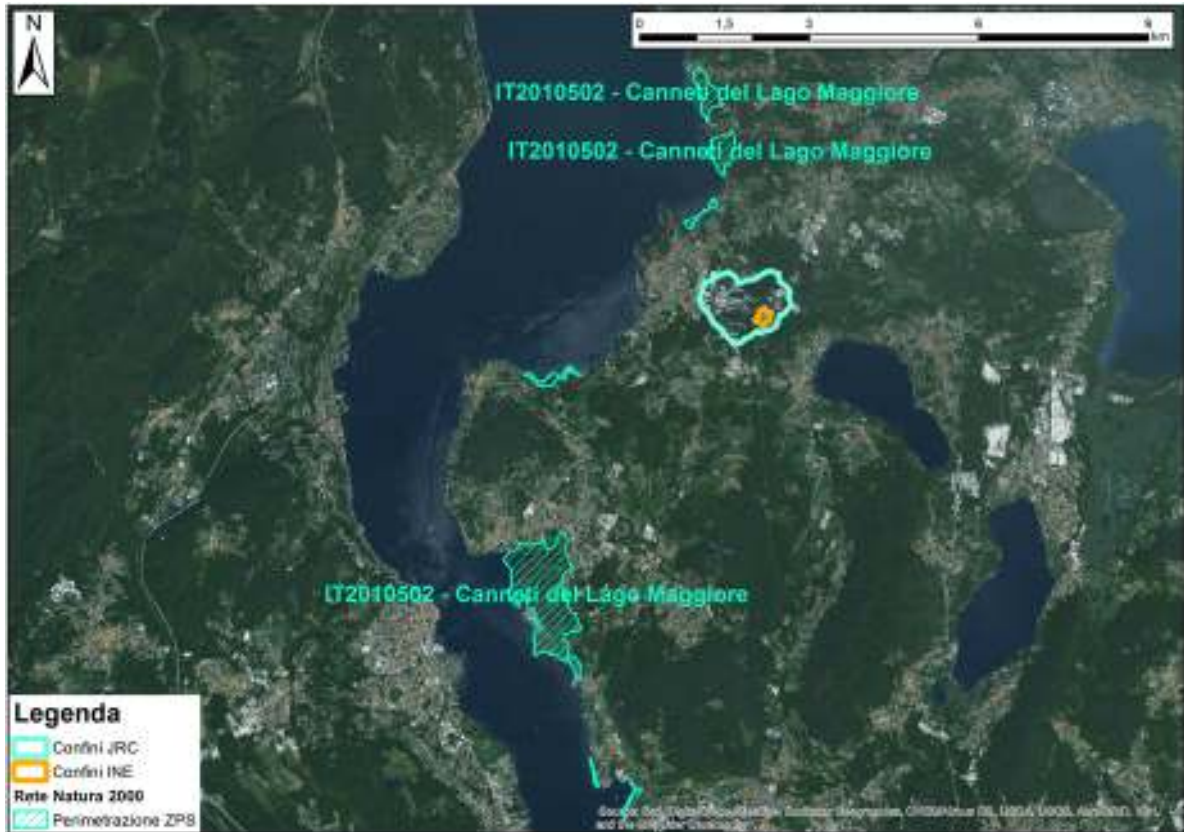 N
0 1,5 3 6 9
km
IT2010502 - Canneti del Lago Maggiore
IT2010502 - Canneti del Lago Maggiore
IT2010502 - Canneti del Lago Maggiore
Legenda
Confini JRC
Confini INE
Rete Natura 2000
Perimetrazione ZPS